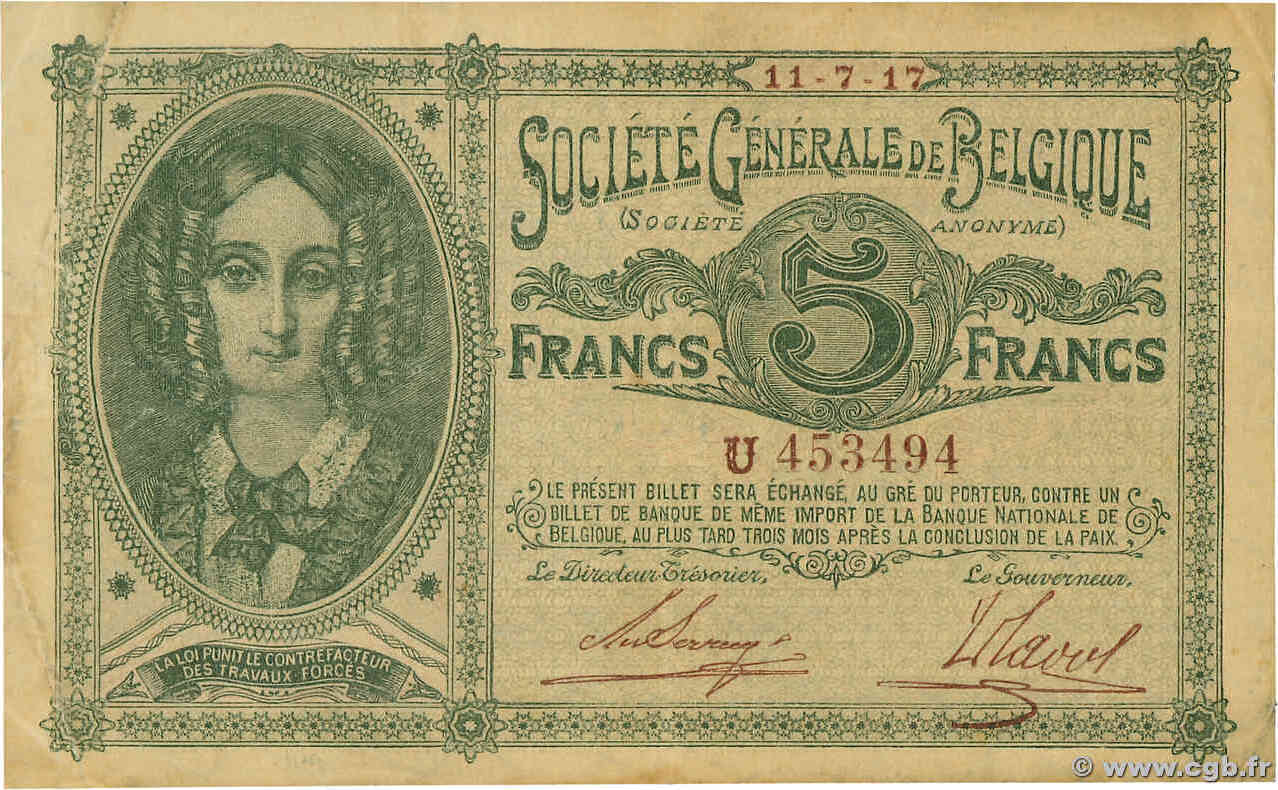 11-7-17
SOCIÉTÉ GÉNÉRALE DE BELGIQUE
(SOCIÉTÉ ANONYME)
FRANCS 5 FRANCS
U 453494
LE PRÉSENT BILLET SERA ÉCHANGÉ, AU GRÉ DU PORTEUR, CONTRE UN
BILLET DE BANQUE DE MÊME IMPORT DE LA BANQUE NATIONALE DE
BELGIQUE, AU PLUS TARD TROIS MOIS APRÈS LA CONCLUSION DE LA PAIX.
Le Directeur-Trésorier, Le Gouverneur,
LA LOI PUNIT LE CONTREFACTEUR
DES TRAVAUX FORCÉS
© www.cgb.fr